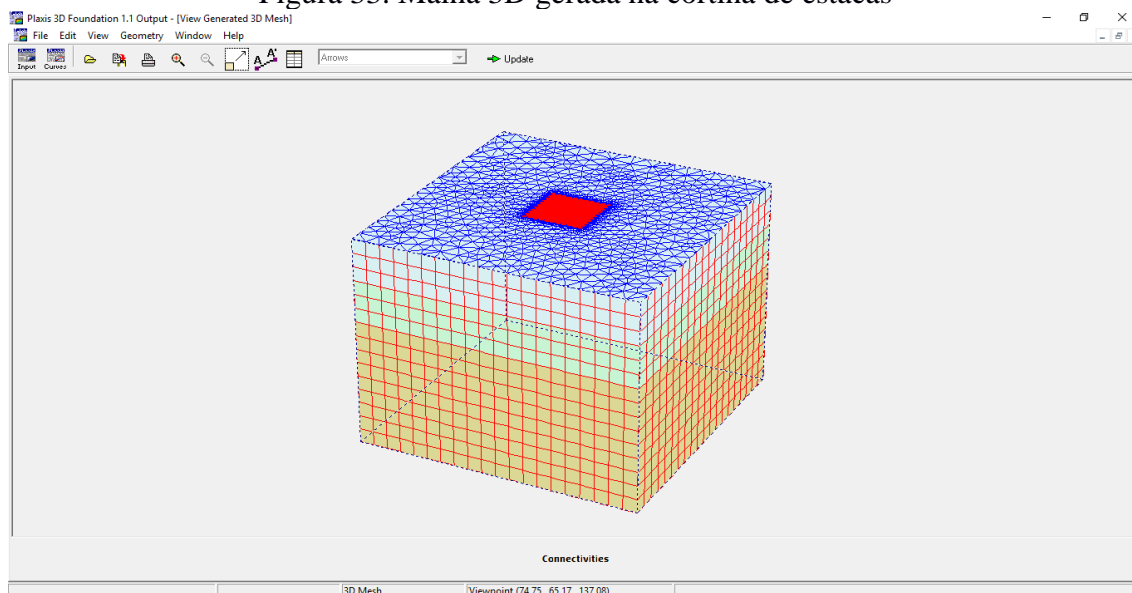 Figura 33: Malha 3D gerada na cortina de estacas
Plaxis 3D Foundation 1.1 Output - [View Generated 3D Mesh]
File Edit View Geometry Window Help
Input Curves Arrows Update
Connectivities
3D Mesh Viewpoint (74.75, 65.17, 137.08)